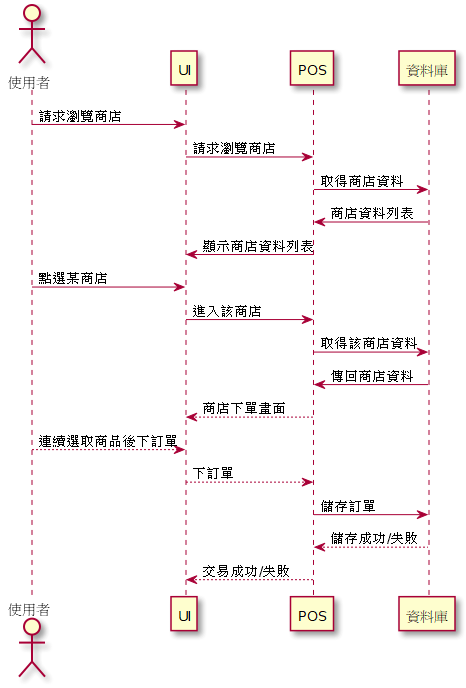 使用者
UI
POS
資料庫
請求瀏覽商店
請求瀏覽商店
取得商店資料
商店資料列表
顯示商店資料列表
點選某商店
進入該商店
取得該商店資料
傳回商店資料
商店下單畫面
連續選取商品後下訂單
下訂單
儲存訂單
儲存成功/失敗
交易成功/失敗
使用者
UI
POS
資料庫